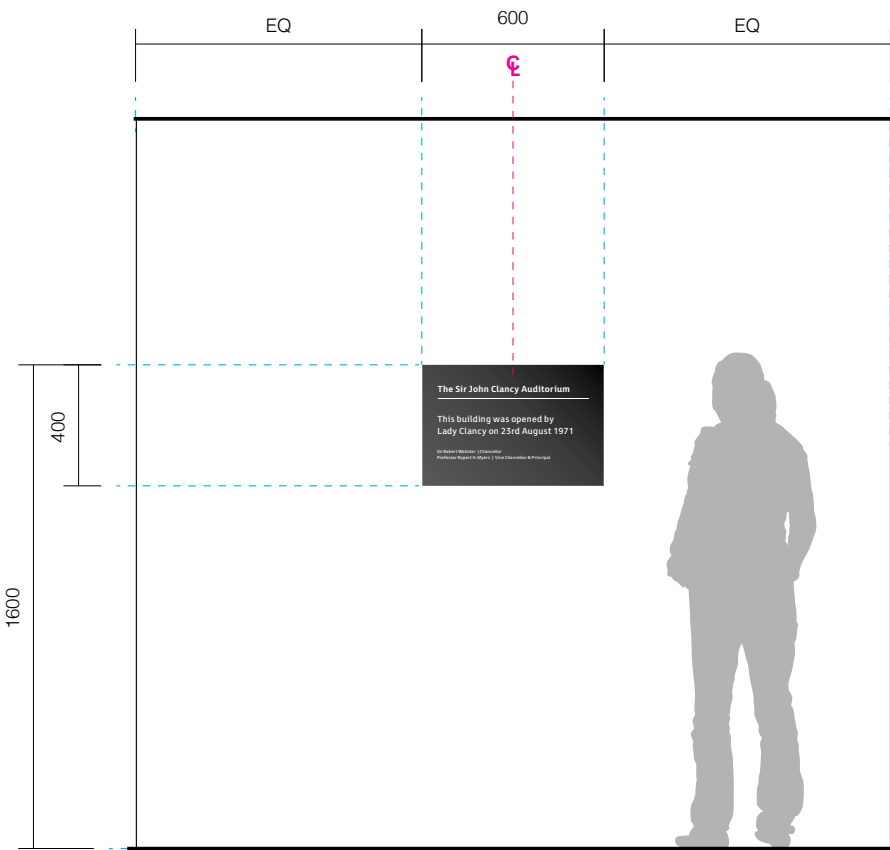 EQ
600
EQ
℄
400
1600
The Sir John Clancy Auditorium
This building was opened by
Lady Clancy on 23rd August 1971
Sir Robert Webster | Chancellor
Professor Rupert H Myers | Vice Chancellor & Principal